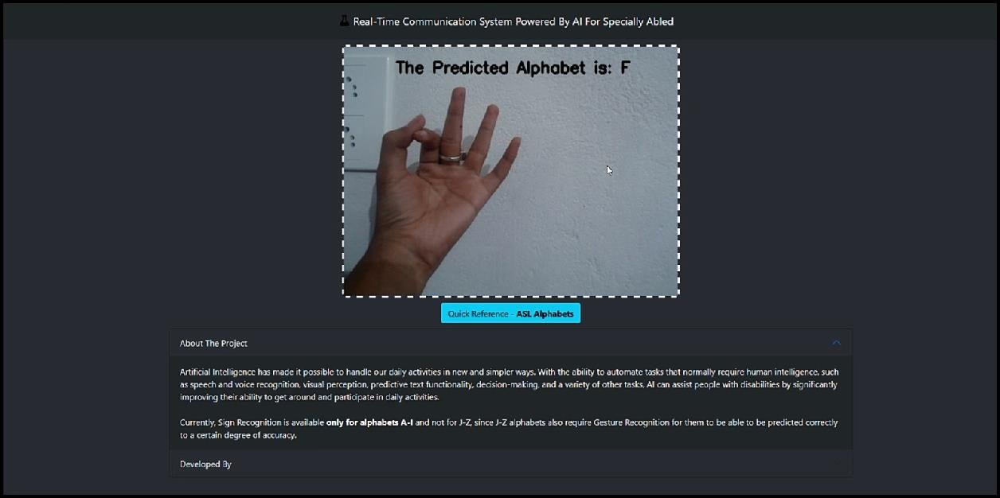 Real-Time Communication System Powered By AI For Specially Abled
The Predicted Alphabet is: F
Quick Reference - ASL Alphabets
About The Project
Artificial Intelligence has made it possible to handle our daily activities in new and simpler ways. With the ability to automate tasks that normally require human intelligence, such
as speech and voice recognition, visual perception, predictive text functionality, decision-making, and a variety of other tasks, AI can assist people with disabilities by significantly
improving their ability to get around and participate in daily activities.
Currently, Sign Recognition is available only for alphabets A-I and not for J-Z, since J-Z alphabets also require Gesture Recognition for them to be able to be predicted correctly
to a certain degree of accuracy.
Developed By